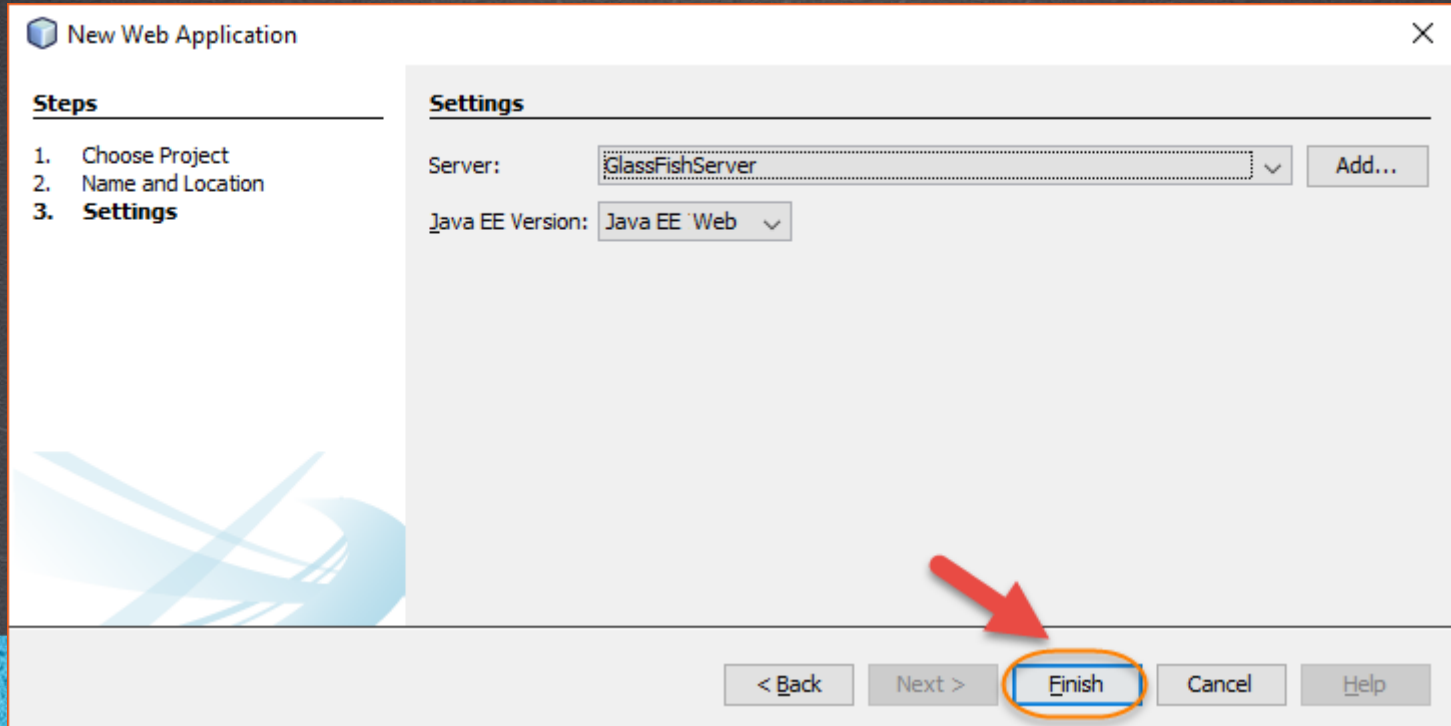 New Web Application
Steps
1. Choose Project
2. Name and Location
3. Settings
Settings
Server: GlassFishServer Add...
Java EE Version: Java EE Web
< Back Next > Finish Cancel Help